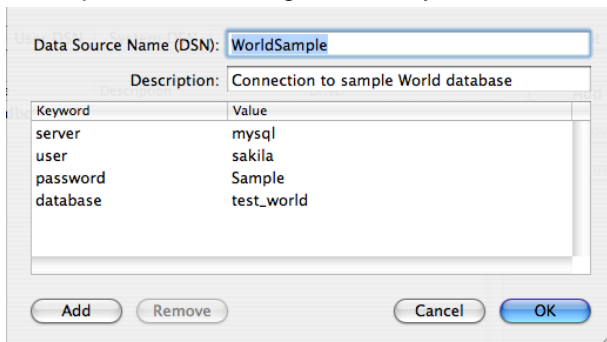 Data Source Name (DSN): WorldSample
Description: Connection to sample World database
Keyword Value
server mysql
user sakila
password Sample
database test_world
Add Remove Cancel OK